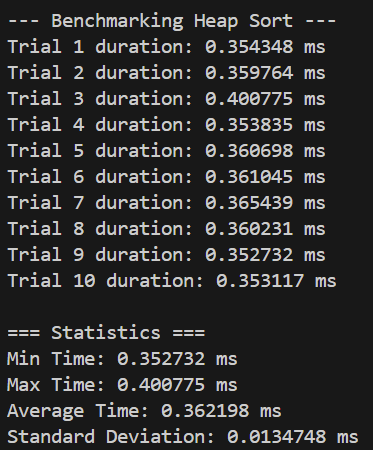 --- Benchmarking Heap Sort ---
Trial 1 duration: 0.354348 ms
Trial 2 duration: 0.359764 ms
Trial 3 duration: 0.400775 ms
Trial 4 duration: 0.353835 ms
Trial 5 duration: 0.360698 ms
Trial 6 duration: 0.361045 ms
Trial 7 duration: 0.365439 ms
Trial 8 duration: 0.360231 ms
Trial 9 duration: 0.352732 ms
Trial 10 duration: 0.353117 ms

=== Statistics ===
Min Time: 0.352732 ms
Max Time: 0.400775 ms
Average Time: 0.362198 ms
Standard Deviation: 0.0134748 ms